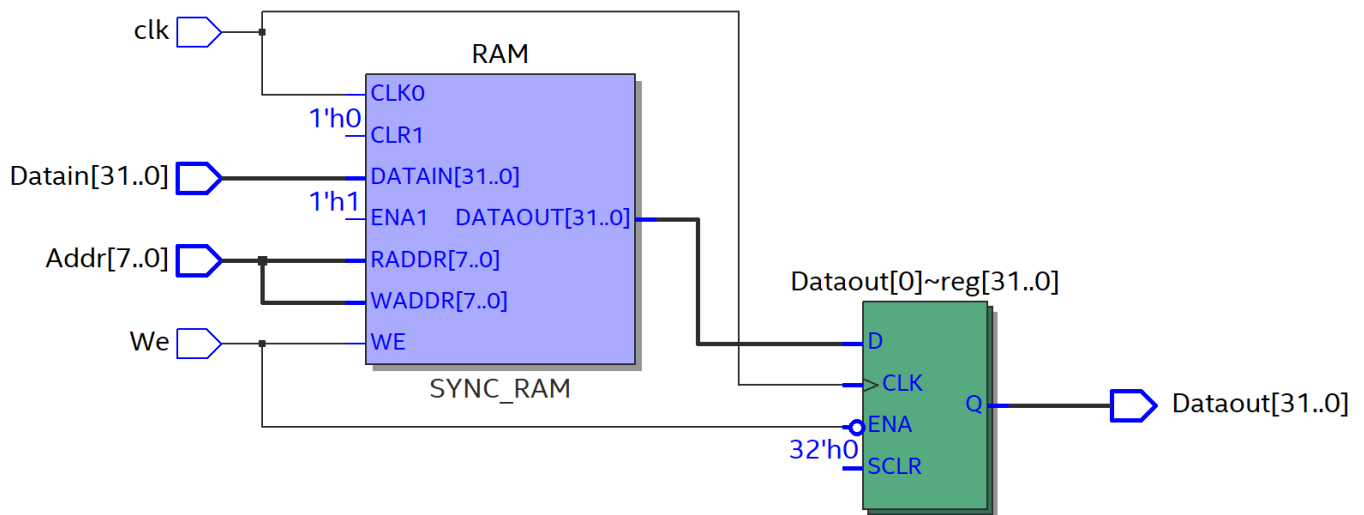 clk
RAM
CLK0
1'h0
CLR1
Datain[31..0]
DATAIN[31..0]
1'h1
ENA1
DATAOUT[31..0]
Addr[7..0]
RADDR[7..0]
WADDR[7..0]
We
WE
SYNC_RAM
Dataout[0]~reg[31..0]
D
CLK
Q
ENA
32'h0
SCLR
Dataout[31..0]